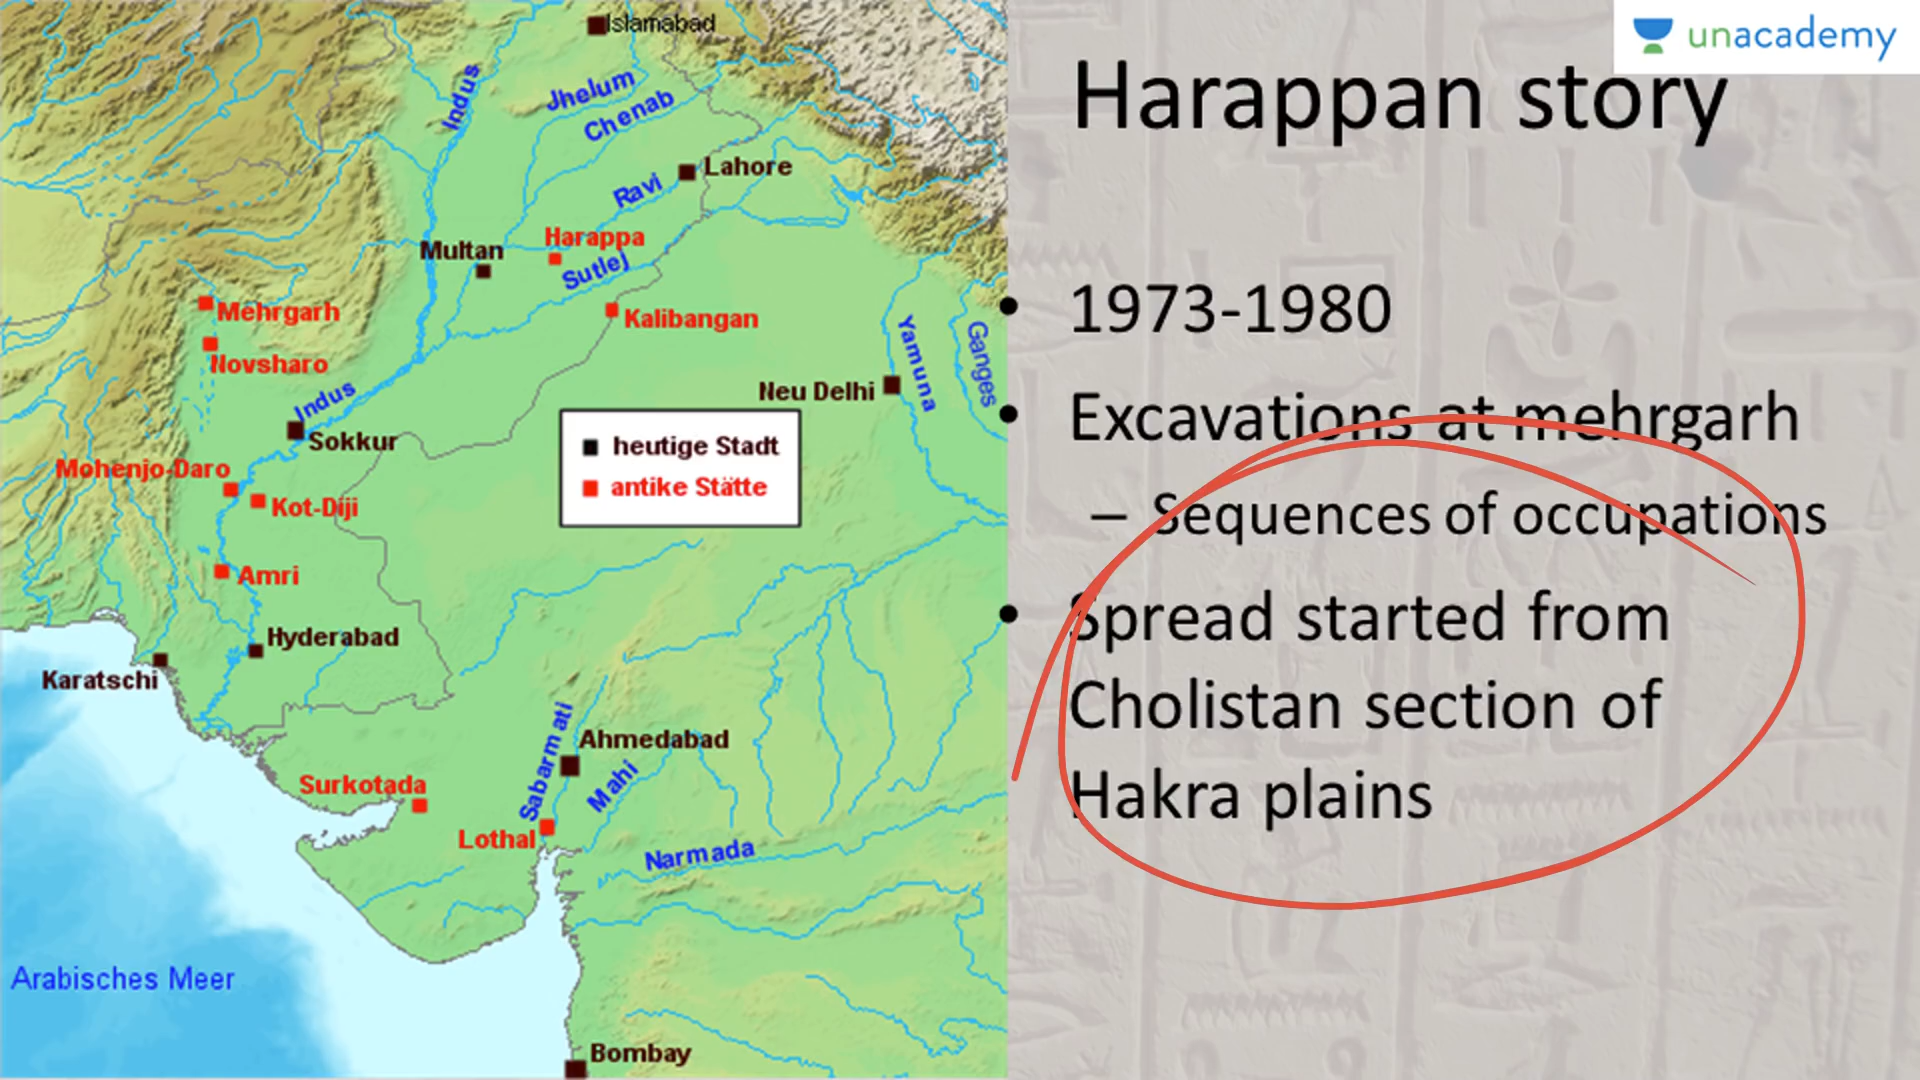 unacademy
Harappan story
• 1973-1980
• Excavations at mehrgarh
– Sequences of occupations
• Spread started from
Cholistan section of
Hakra plains
Islamabad
Indus
Jhelum
Chenab
Lahore
Ravi
Harappa
Multan
Sutlej
Mehrgarh
Kalibangan
Novsharo
Yamuna
Ganges
Indus
Neu Delhi
Sokkur
heutige Stadt
antike Stätte
Mohenjo-Daro
Kot-Diji
Amri
Hyderabad
Karatschi
Sabarmati
Ahmedabad
Mahi
Surkotada
Lothal
Narmada
Arabisches Meer
Bombay